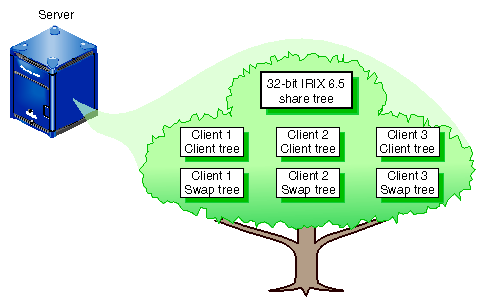 Server
32-bit IRIX 6.5
share tree
Client 1
Client tree
Client 2
Client tree
Client 3
Client tree
Client 1
Swap tree
Client 2
Swap tree
Client 3
Swap tree